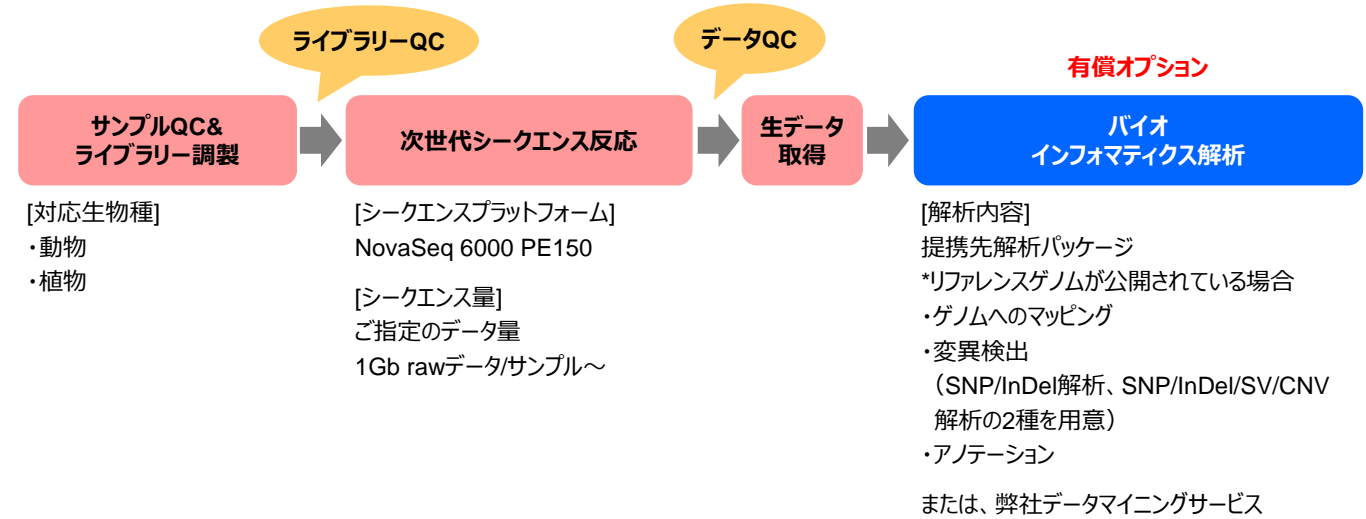 ライブラリーQC
データQC
有償オプション
サンプルQC&
ライブラリー調製
次世代シークエンス反応
生データ
取得
バイオ
インフォマティクス解析
[対応生物種]
・動物
・植物
[シークエンスプラットフォーム]
NovaSeq 6000 PE150
[シークエンス量]
ご指定のデータ量
1Gb rawデータ/サンプル～
[解析内容]
提携先解析パッケージ
*リファレンスゲノムが公開されている場合
・ゲノムへのマッピング
・変異検出
（SNP/InDel解析、SNP/InDel/SV/CNV
解析の2種を用意）
・アノテーション
または、弊社データマイニングサービス